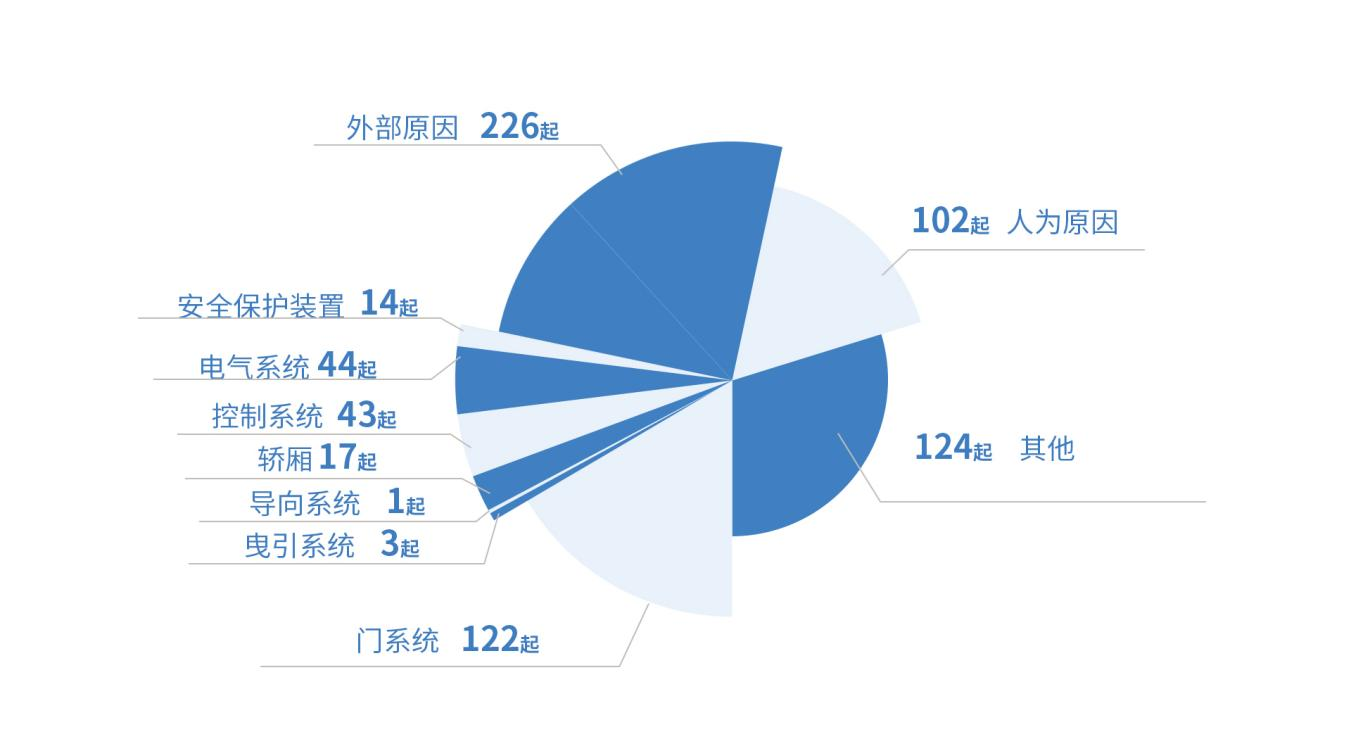 外部原因 226起
102起 人为原因
安全保护装置 14起
电气系统 44起
控制系统 43起
124起 其他
轿厢 17起
导向系统 1起
曳引系统 3起
门系统 122起